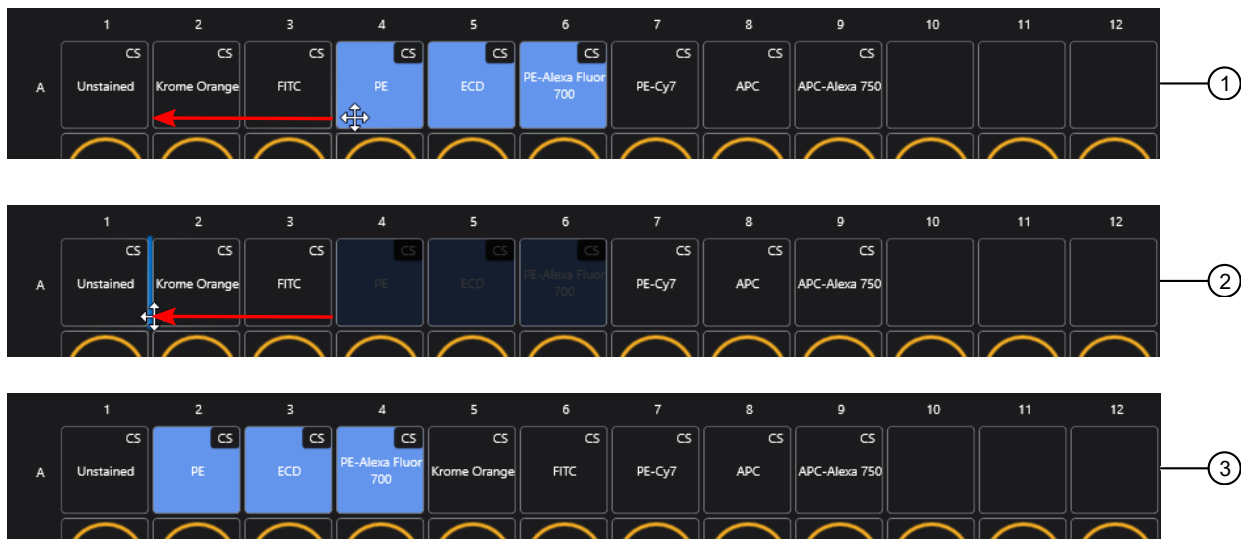 1 2 3 4 5 6 7 8 9 10 11 12
CS CS CS CS CS CS CS CS CS
A Unstained Krome Orange FITC PE ECD PE-Alexa Fluor 700 PE-Cy7 APC APC-Alexa 750 1
1 2 3 4 5 6 7 8 9 10 11 12
CS CS CS CS CS CS CS CS CS
A Unstained Krome Orange FITC PE ECD PE-Alexa Fluor 700 PE-Cy7 APC APC-Alexa 750 2
1 2 3 4 5 6 7 8 9 10 11 12
CS CS CS CS CS CS CS CS CS
A Unstained PE ECD PE-Alexa Fluor 700 Krome Orange FITC PE-Cy7 APC APC-Alexa 750 3